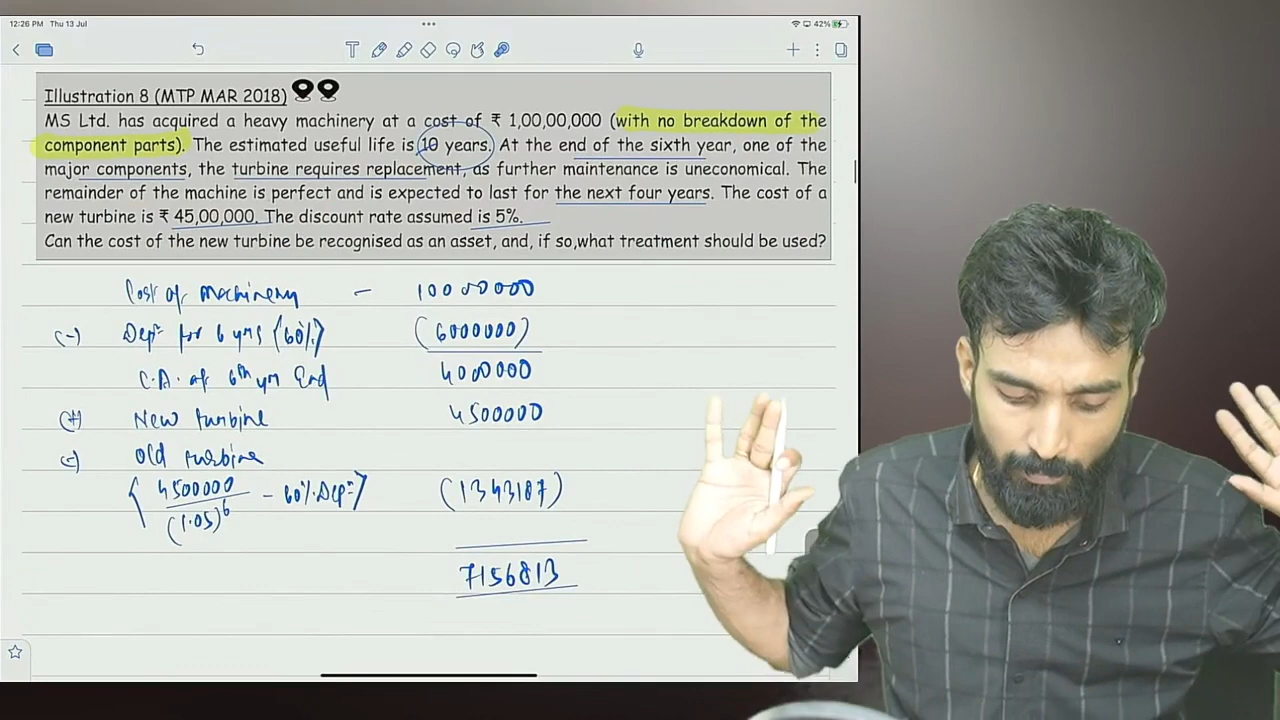 12:26 PM Thu 13 Jul
42%
Illustration 8 (MTP MAR 2018)
MS Ltd. has acquired a heavy machinery at a cost of ₹ 1,00,00,000 (with no breakdown of the
component parts). The estimated useful life is 10 years. At the end of the sixth year, one of the
major components, the turbine requires replacement, as further maintenance is uneconomical. The
remainder of the machine is perfect and is expected to last for the next four years. The cost of a
new turbine is ₹ 45,00,000. The discount rate assumed is 5%.
Can the cost of the new turbine be recognised as an asset, and, if so,what treatment should be used?
Cost of machinery - 10000000
(-) Depn for 6 yrs {60%} (6000000)
C.A. of 6th yr End 4000000
(+) New turbine 4500000
(-) Old turbine
{4500000/(1.05)^6 - 60% Depn} (1343187)
7156813